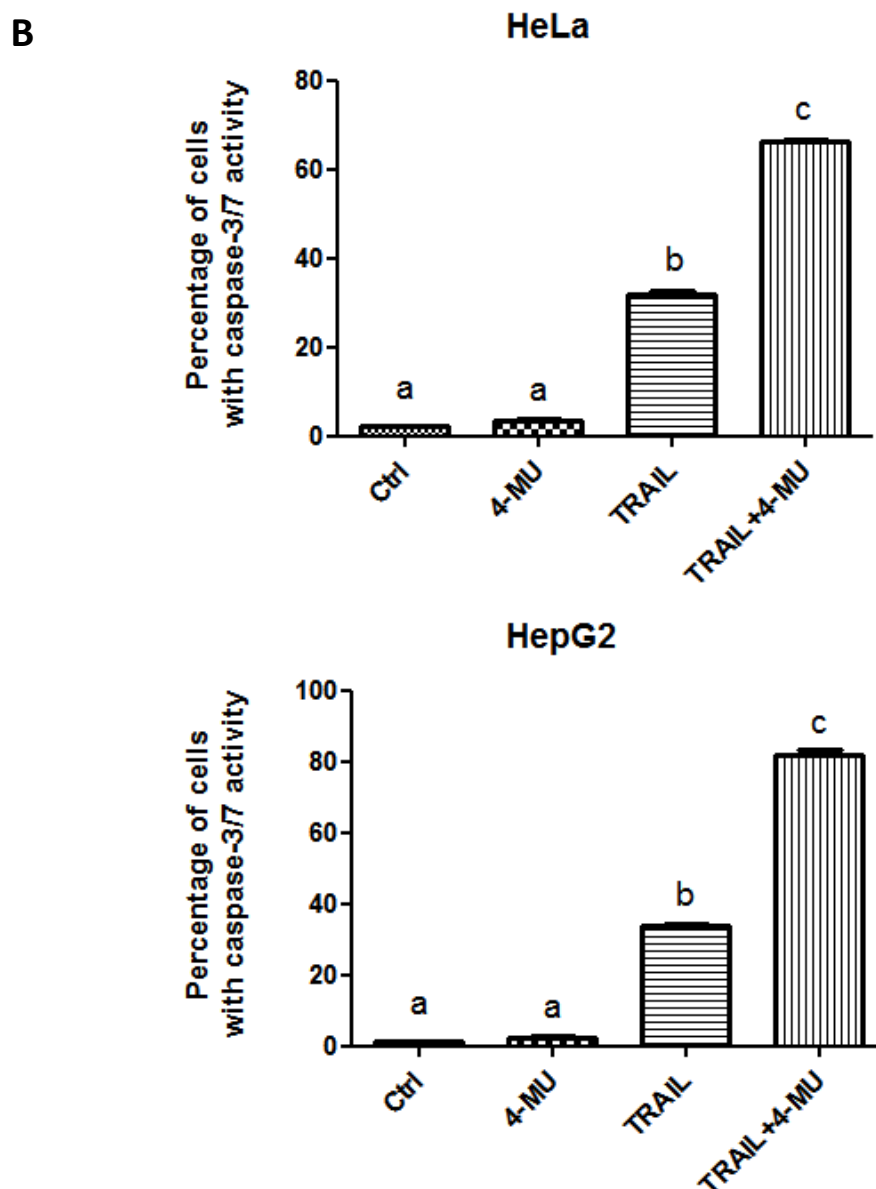 B
HeLa
Percentage of cells
with caspase-3/7 activity
80
60
40
20
0
a
a
b
c
Ctrl
4-MU
TRAIL
TRAIL+4-MU
HepG2
Percentage of cells
with caspase-3/7 activity
100
80
60
40
20
0
a
a
b
c
Ctrl
4-MU
TRAIL
TRAIL+4-MU